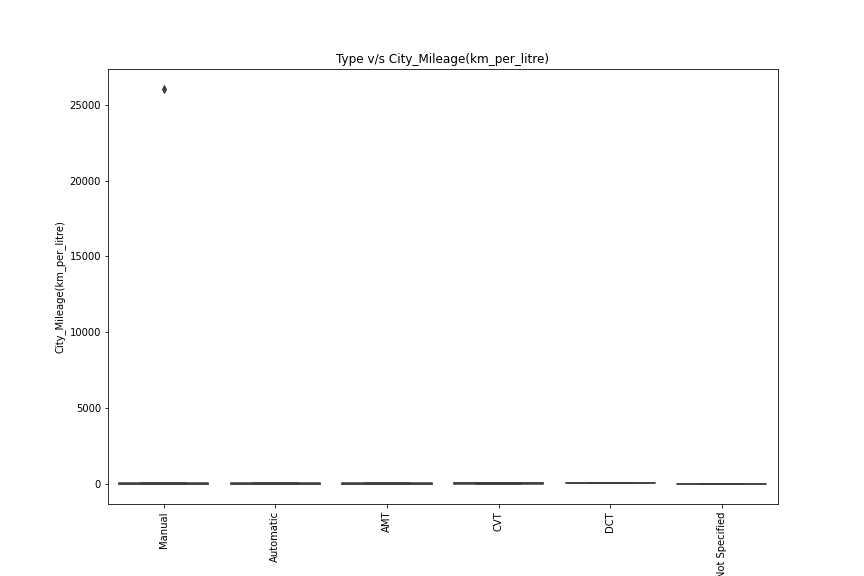 Type v/s City_Mileage(km_per_litre)
City_Mileage(km_per_litre)
25000
20000
15000
10000
5000
0
Manual
Automatic
AMT
CVT
DCT
Not Specified